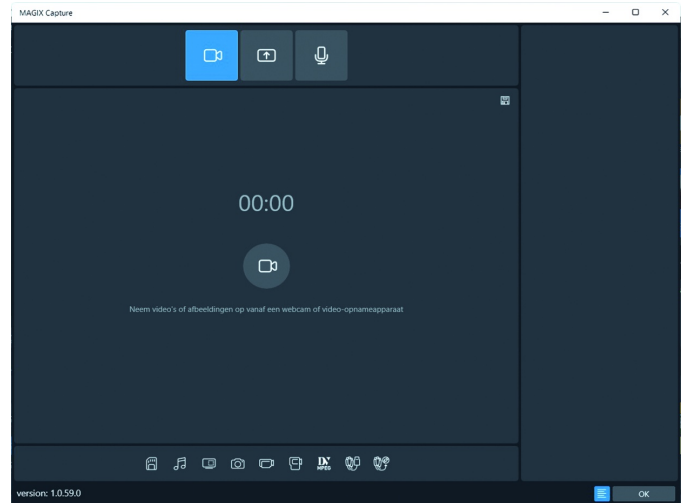 MAGIX Capture
00:00
Neem video's of afbeeldingen op vanaf een webcam of video-opnameapparaat
DV
MPEG
version: 1.0.59.0
OK